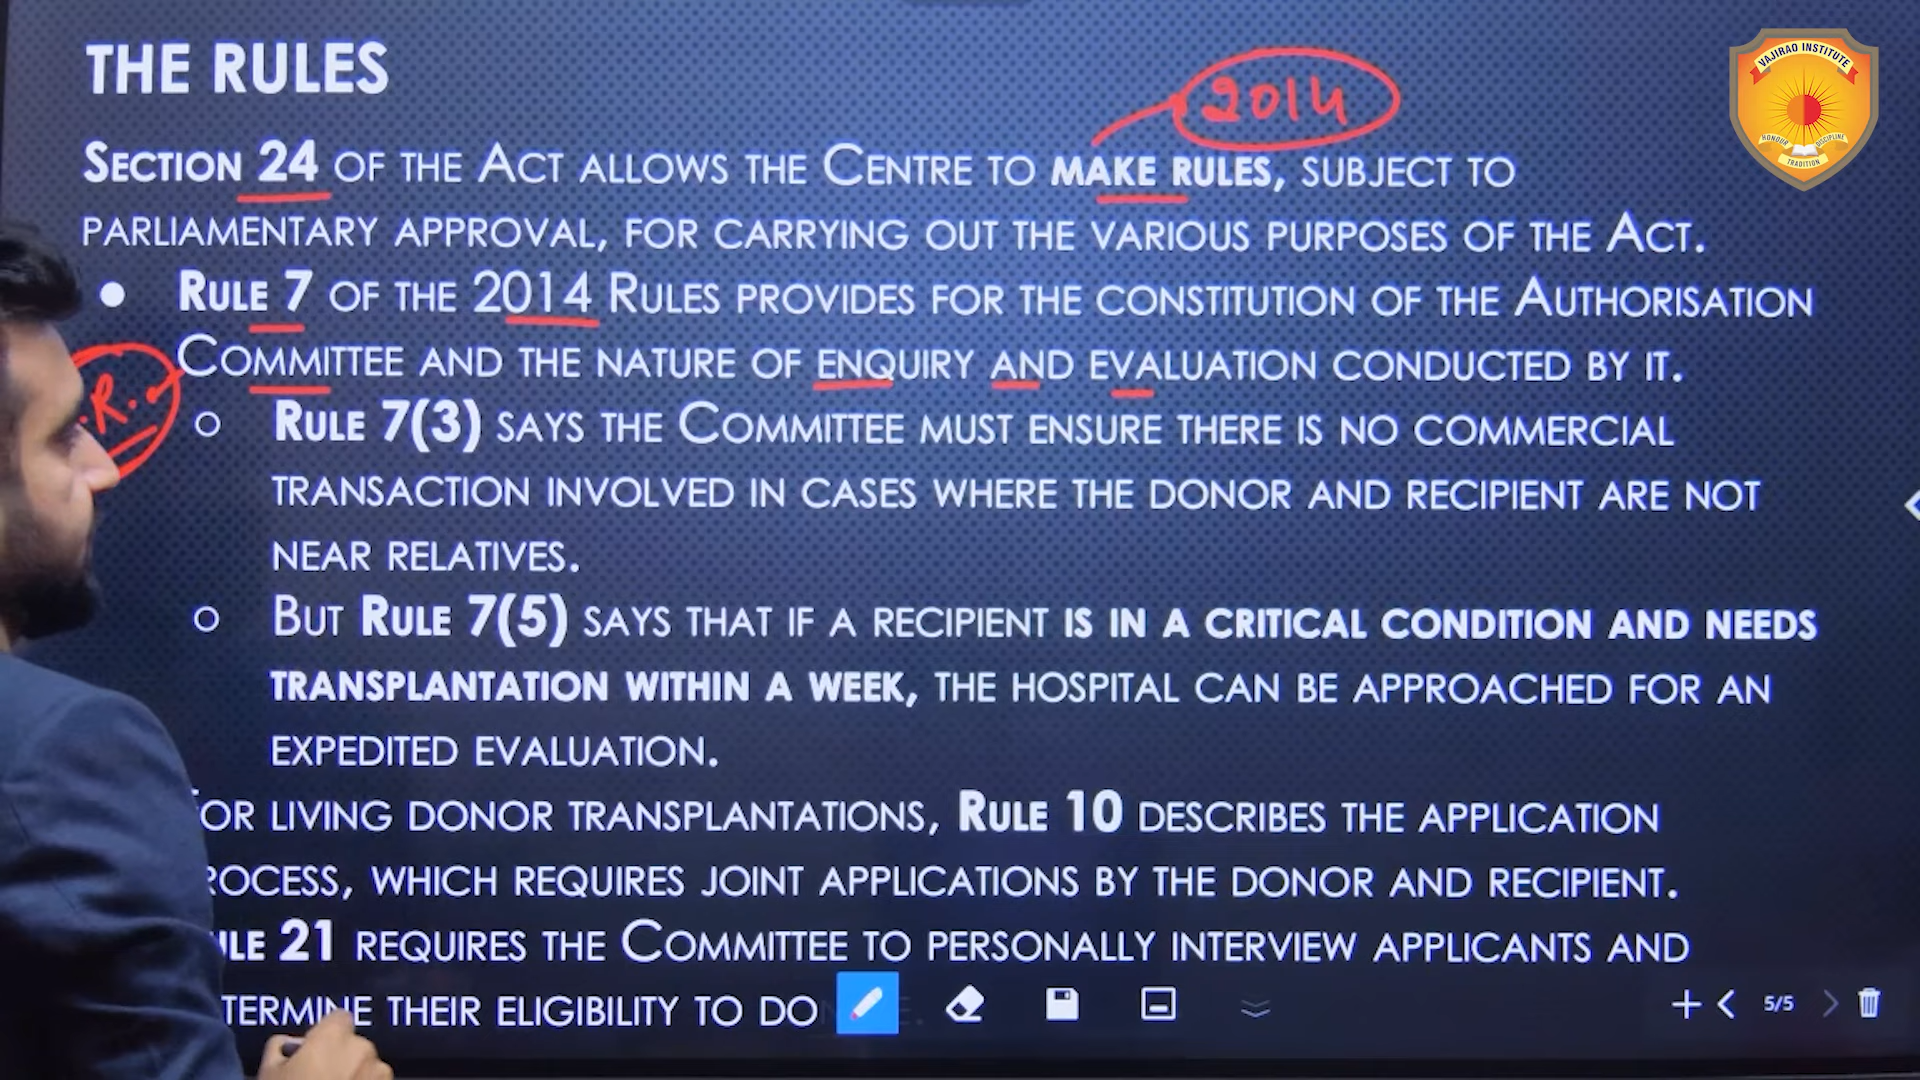 THE RULES
2014
SECTION 24 OF THE ACT ALLOWS THE CENTRE TO MAKE RULES, SUBJECT TO
PARLIAMENTARY APPROVAL, FOR CARRYING OUT THE VARIOUS PURPOSES OF THE ACT.
● RULE 7 OF THE 2014 RULES PROVIDES FOR THE CONSTITUTION OF THE AUTHORISATION
COMMITTEE AND THE NATURE OF ENQUIRY AND EVALUATION CONDUCTED BY IT.
.R.
○ RULE 7(3) SAYS THE COMMITTEE MUST ENSURE THERE IS NO COMMERCIAL
TRANSACTION INVOLVED IN CASES WHERE THE DONOR AND RECIPIENT ARE NOT
NEAR RELATIVES.
○ BUT RULE 7(5) SAYS THAT IF A RECIPIENT IS IN A CRITICAL CONDITION AND NEEDS
TRANSPLANTATION WITHIN A WEEK, THE HOSPITAL CAN BE APPROACHED FOR AN
EXPEDITED EVALUATION.
FOR LIVING DONOR TRANSPLANTATIONS, RULE 10 DESCRIBES THE APPLICATION
ROCESS, WHICH REQUIRES JOINT APPLICATIONS BY THE DONOR AND RECIPIENT.
ULE 21 REQUIRES THE COMMITTEE TO PERSONALLY INTERVIEW APPLICANTS AND
TERMINE THEIR ELIGIBILITY TO DO
5/5
VAJIRAO INSTITUTE
HONOUR
DISCIPLINE
TRADITION